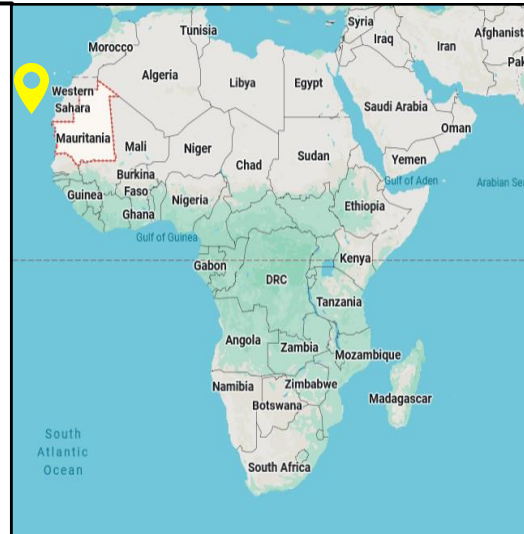 Tunisia
Syria
Afghanist
Morocco
Iraq
Iran
Pak
Algeria
Libya
Egypt
Western
Sahara
Saudi Arabia
Oman
Mauritania
Mali
Niger
Chad
Sudan
Yemen
Gulf of Aden
Arabian Sea
Burkina
Faso
Guinea
Nigeria
Ethiopia
Ghana
Gulf of Guinea
Gabon
Kenya
DRC
Tanzania
Angola
Zambia
Mozambique
Namibia
Zimbabwe
Madagascar
Botswana
South
Atlantic
Ocean
South Africa